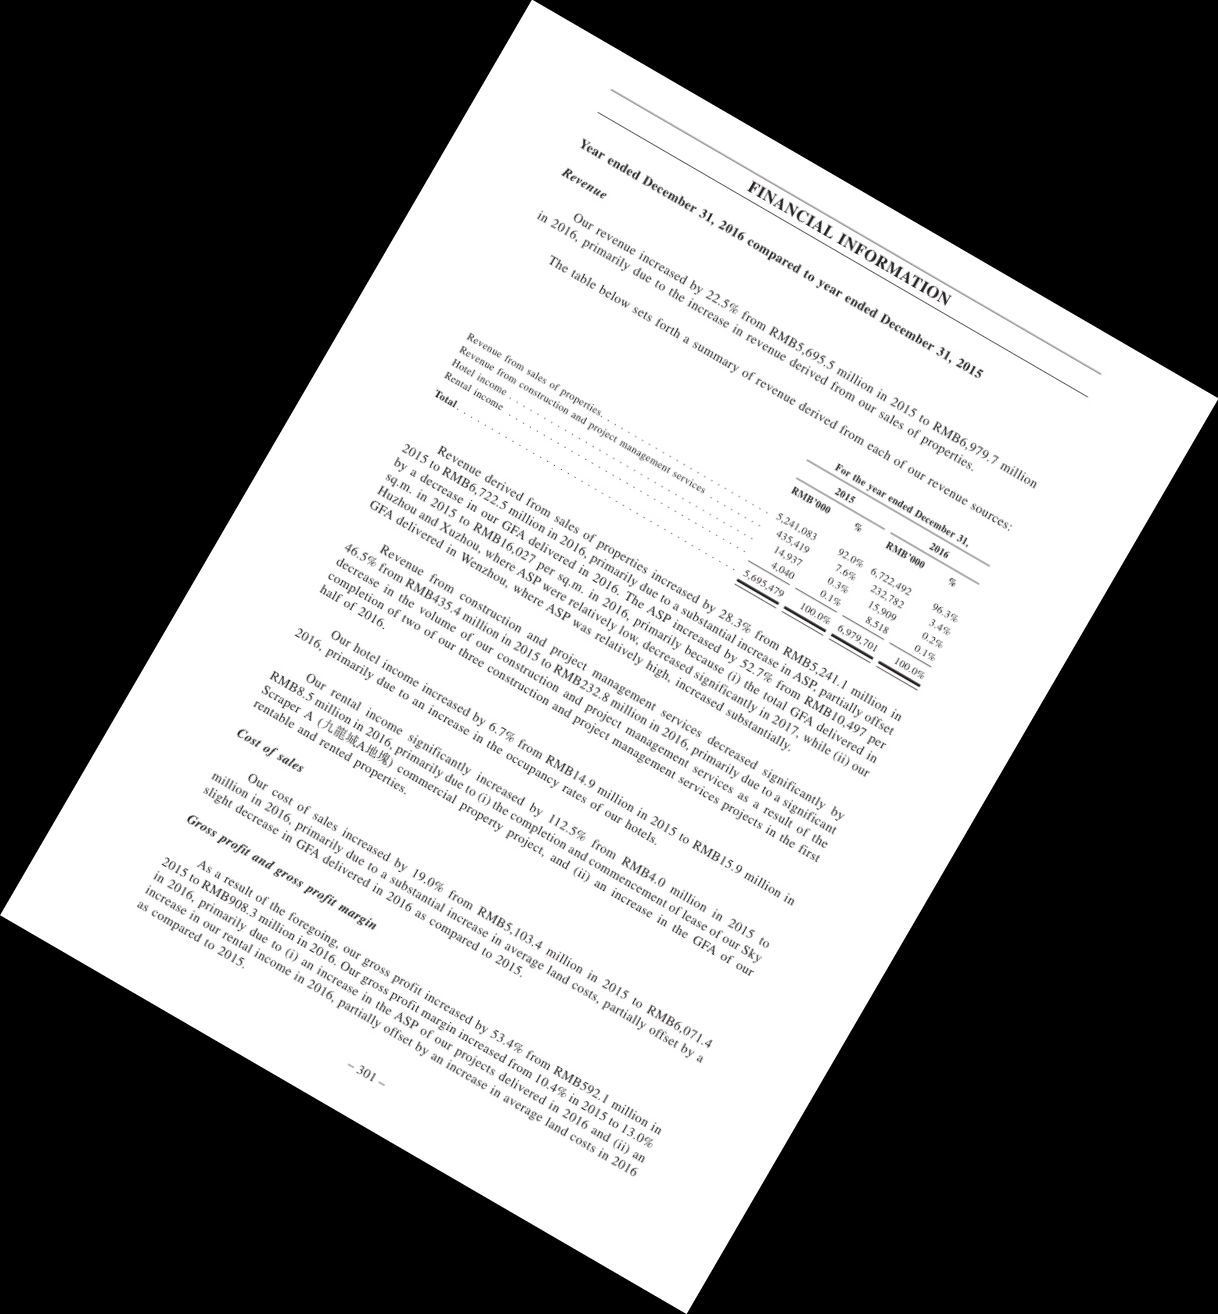 FINANCIAL INFORMATION
Year ended December 31, 2016 compared to year ended December 31, 2015
Revenue
Our revenue increased by 22.5% from RMB5,695.5 million in 2015 to RMB6,979.7 million
in 2016, primarily due to the increase in revenue derived from our sales of properties.
The table below sets forth a summary of revenue derived from each of our revenue sources:
For the year ended December 31,
2015 2016
RMB'000 % RMB'000 %
Revenue from sales of properties. . . . . . . . . . . . . . . . . . . . . . . 5,241,083 92.0% 6,722,492 96.3%
Revenue from construction and project management services . . . . . . . . 435,419 7.6% 232,782 3.4%
Hotel income . . . . . . . . . . . . . . . . . . . . . . . . . . . . . . . . . 14,937 0.3% 15,909 0.2%
Rental income . . . . . . . . . . . . . . . . . . . . . . . . . . . . . . . . . 4,040 0.1% 8,518 0.1%
Total. . . . . . . . . . . . . . . . . . . . . . . . . . . . . . . . . . . . . . 5,695,479 100.0% 6,979,701 100.0%
Revenue derived from sales of properties increased by 28.3% from RMB5,241.1 million in
2015 to RMB6,722.5 million in 2016, primarily due to a substantial increase in ASP, partially offset
by a decrease in our GFA delivered in 2016. The ASP increased by 52.7% from RMB10,497 per
sq.m. in 2015 to RMB16,027 per sq.m. in 2016, primarily because (i) the total GFA delivered in
Huzhou and Xuzhou, where ASP were relatively low, decreased significantly in 2017, while (ii) our
GFA delivered in Wenzhou, where ASP was relatively high, increased substantially.
Revenue from construction and project management services decreased significantly by
46.5% from RMB435.4 million in 2015 to RMB232.8 million in 2016, primarily due to a significant
decrease in the volume of our construction and project management services as a result of the
completion of two of our three construction and project management services projects in the first
half of 2016.
Our hotel income increased by 6.7% from RMB14.9 million in 2015 to RMB15.9 million in
2016, primarily due to an increase in the occupancy rates of our hotels.
Our rental income significantly increased by 112.5% from RMB4.0 million in 2015 to
RMB8.5 million in 2016, primarily due to (i) the completion and commencement of lease of our Sky
Scraper A (九龍城A地塊) commercial property project, and (ii) an increase in the GFA of our
rentable and rented properties.
Cost of sales
Our cost of sales increased by 19.0% from RMB5,103.4 million in 2015 to RMB6,071.4
million in 2016, primarily due to a substantial increase in average land costs, partially offset by a
slight decrease in GFA delivered in 2016 as compared to 2015.
Gross profit and gross profit margin
As a result of the foregoing, our gross profit increased by 53.4% from RMB592.1 million in
2015 to RMB908.3 million in 2016. Our gross profit margin increased from 10.4% in 2015 to 13.0%
in 2016, primarily due to (i) an increase in the ASP of our projects delivered in 2016 and (ii) an
increase in our rental income in 2016, partially offset by an increase in average land costs in 2016
as compared to 2015.
– 301 –